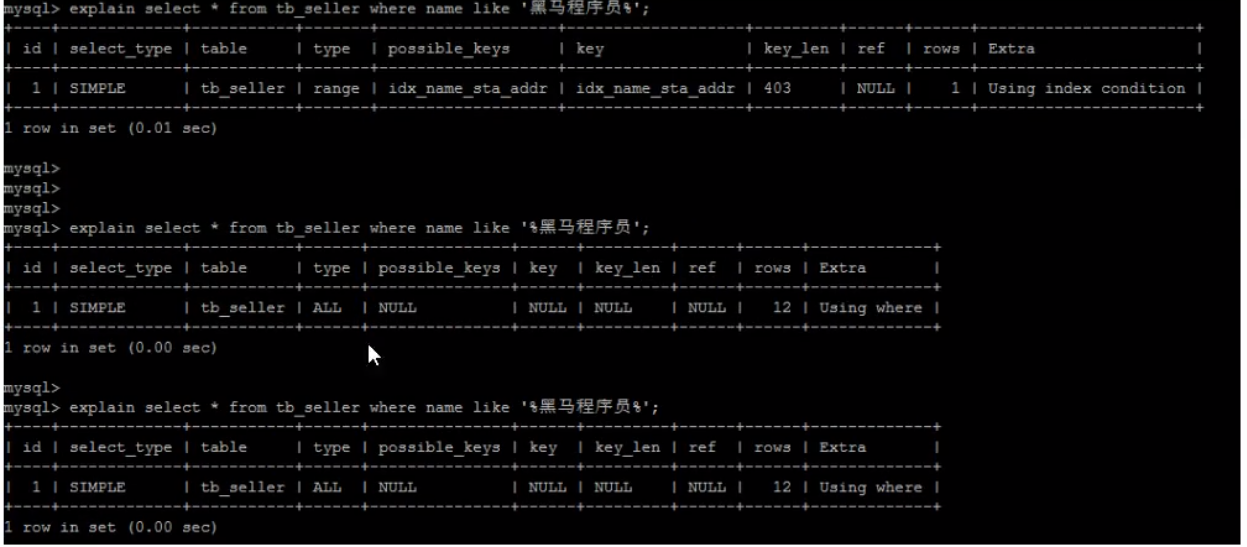 mysql> explain select * from tb_seller where name like '黑马程序员%';
+----+-------------+-----------+-------+-------------------+-------------------+---------+------+------+-----------------------+
| id | select_type | table     | type  | possible_keys     | key               | key_len | ref  | rows | Extra                 |
+----+-------------+-----------+-------+-------------------+-------------------+---------+------+------+-----------------------+
|  1 | SIMPLE      | tb_seller | range | idx_name_sta_addr | idx_name_sta_addr | 403     | NULL |    1 | Using index condition |
+----+-------------+-----------+-------+-------------------+-------------------+---------+------+------+-----------------------+
1 row in set (0.01 sec)
mysql>
mysql>
mysql>
mysql> explain select * from tb_seller where name like '%黑马程序员';
+----+-------------+-----------+------+---------------+------+---------+------+------+-------------+
| id | select_type | table     | type | possible_keys | key  | key_len | ref  | rows | Extra       |
+----+-------------+-----------+------+---------------+------+---------+------+------+-------------+
|  1 | SIMPLE      | tb_seller | ALL  | NULL          | NULL | NULL    | NULL |   12 | Using where |
+----+-------------+-----------+------+---------------+------+---------+------+------+-------------+
1 row in set (0.00 sec)
mysql>
mysql> explain select * from tb_seller where name like '%黑马程序员%';
+----+-------------+-----------+------+---------------+------+---------+------+------+-------------+
| id | select_type | table     | type | possible_keys | key  | key_len | ref  | rows | Extra       |
+----+-------------+-----------+------+---------------+------+---------+------+------+-------------+
|  1 | SIMPLE      | tb_seller | ALL  | NULL          | NULL | NULL    | NULL |   12 | Using where |
+----+-------------+-----------+------+---------------+------+---------+------+------+-------------+
1 row in set (0.00 sec)